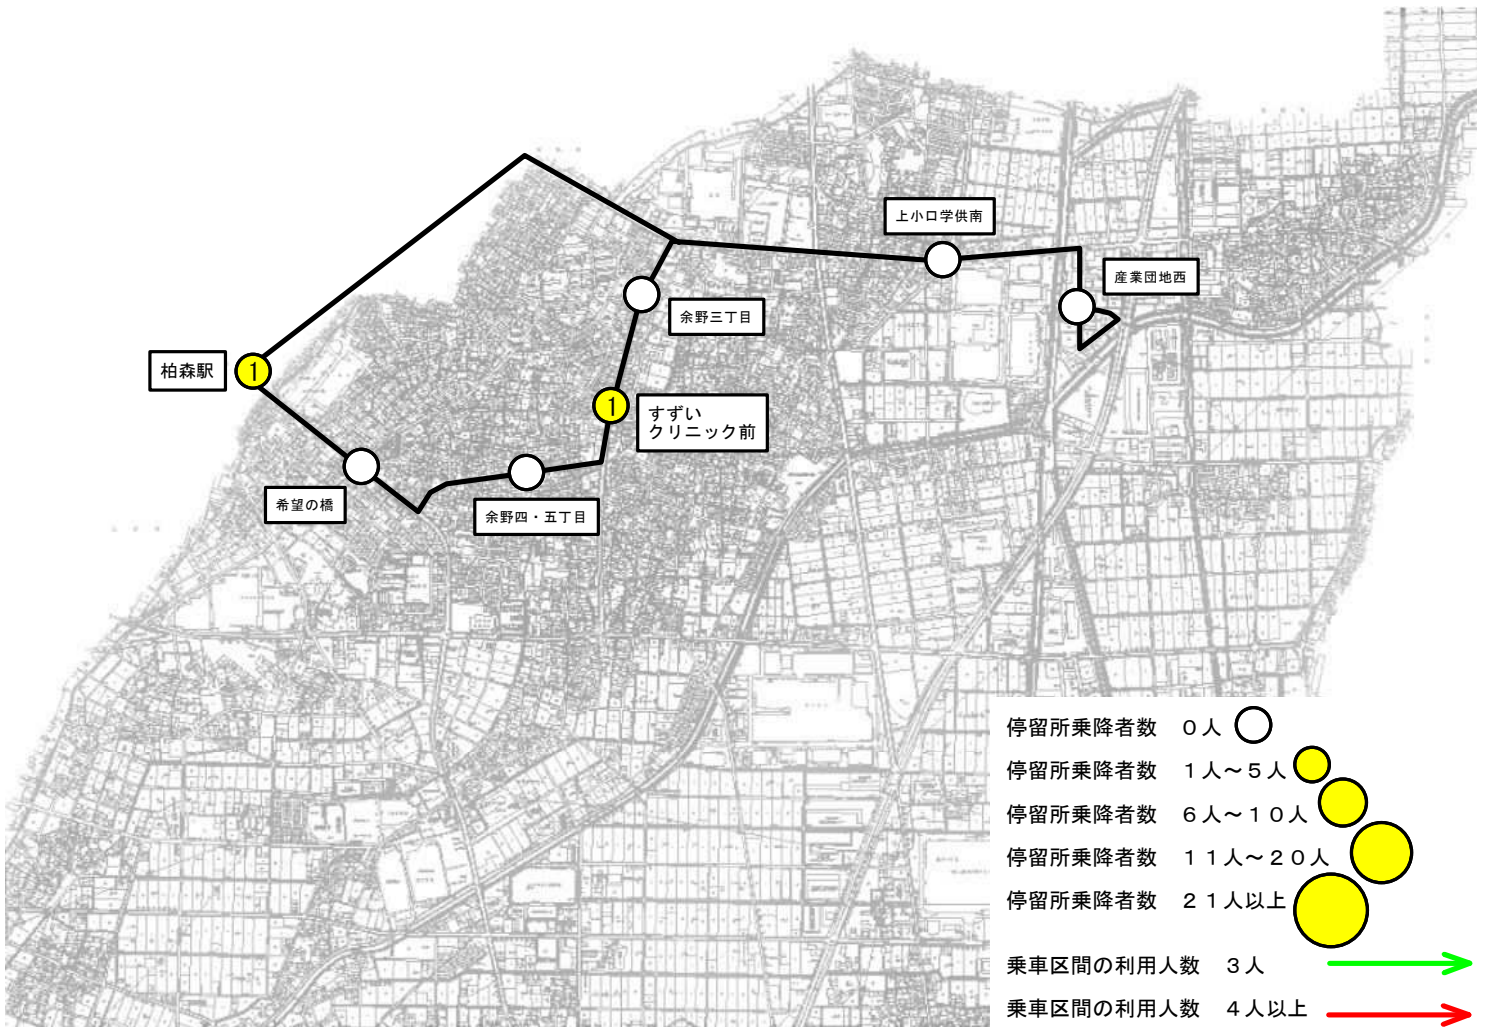 上小口学供南
産業団地西
余野三丁目
柏森駅
1
1
すずい
クリニック前
希望の橋
余野四・五丁目
停留所乗降者数　０人
停留所乗降者数　１人～５人
停留所乗降者数　６人～１０人
停留所乗降者数　１１人～２０人
停留所乗降者数　２１人以上
乗車区間の利用人数　３人
乗車区間の利用人数　４人以上